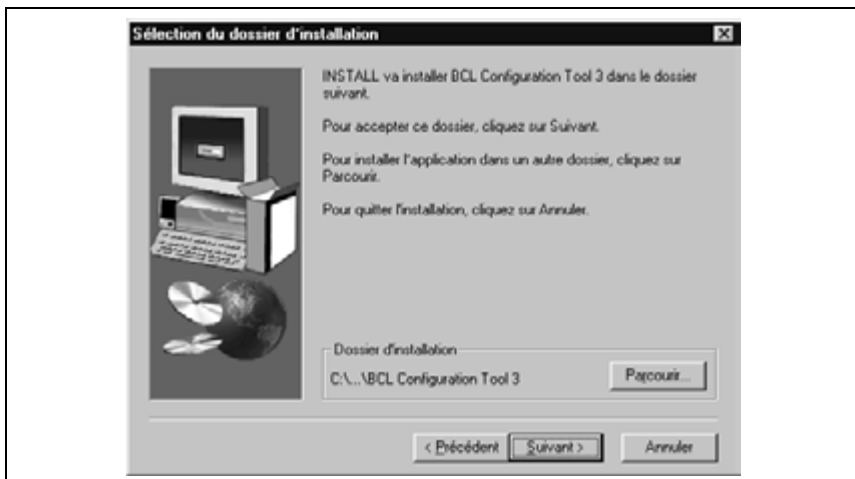 Sélection du dossier d'installation
INSTALL va installer BCL Configuration Tool 3 dans le dossier
suivant.
Pour accepter ce dossier, cliquez sur Suivant.
Pour installer l'application dans un autre dossier, cliquez sur
Parcourir.
Pour quitter l'installation, cliquez sur Annuler.
Dossier d'installation
C:\...\BCL Configuration Tool 3
Parcourir...
< Précédent
Suivant >
Annuler